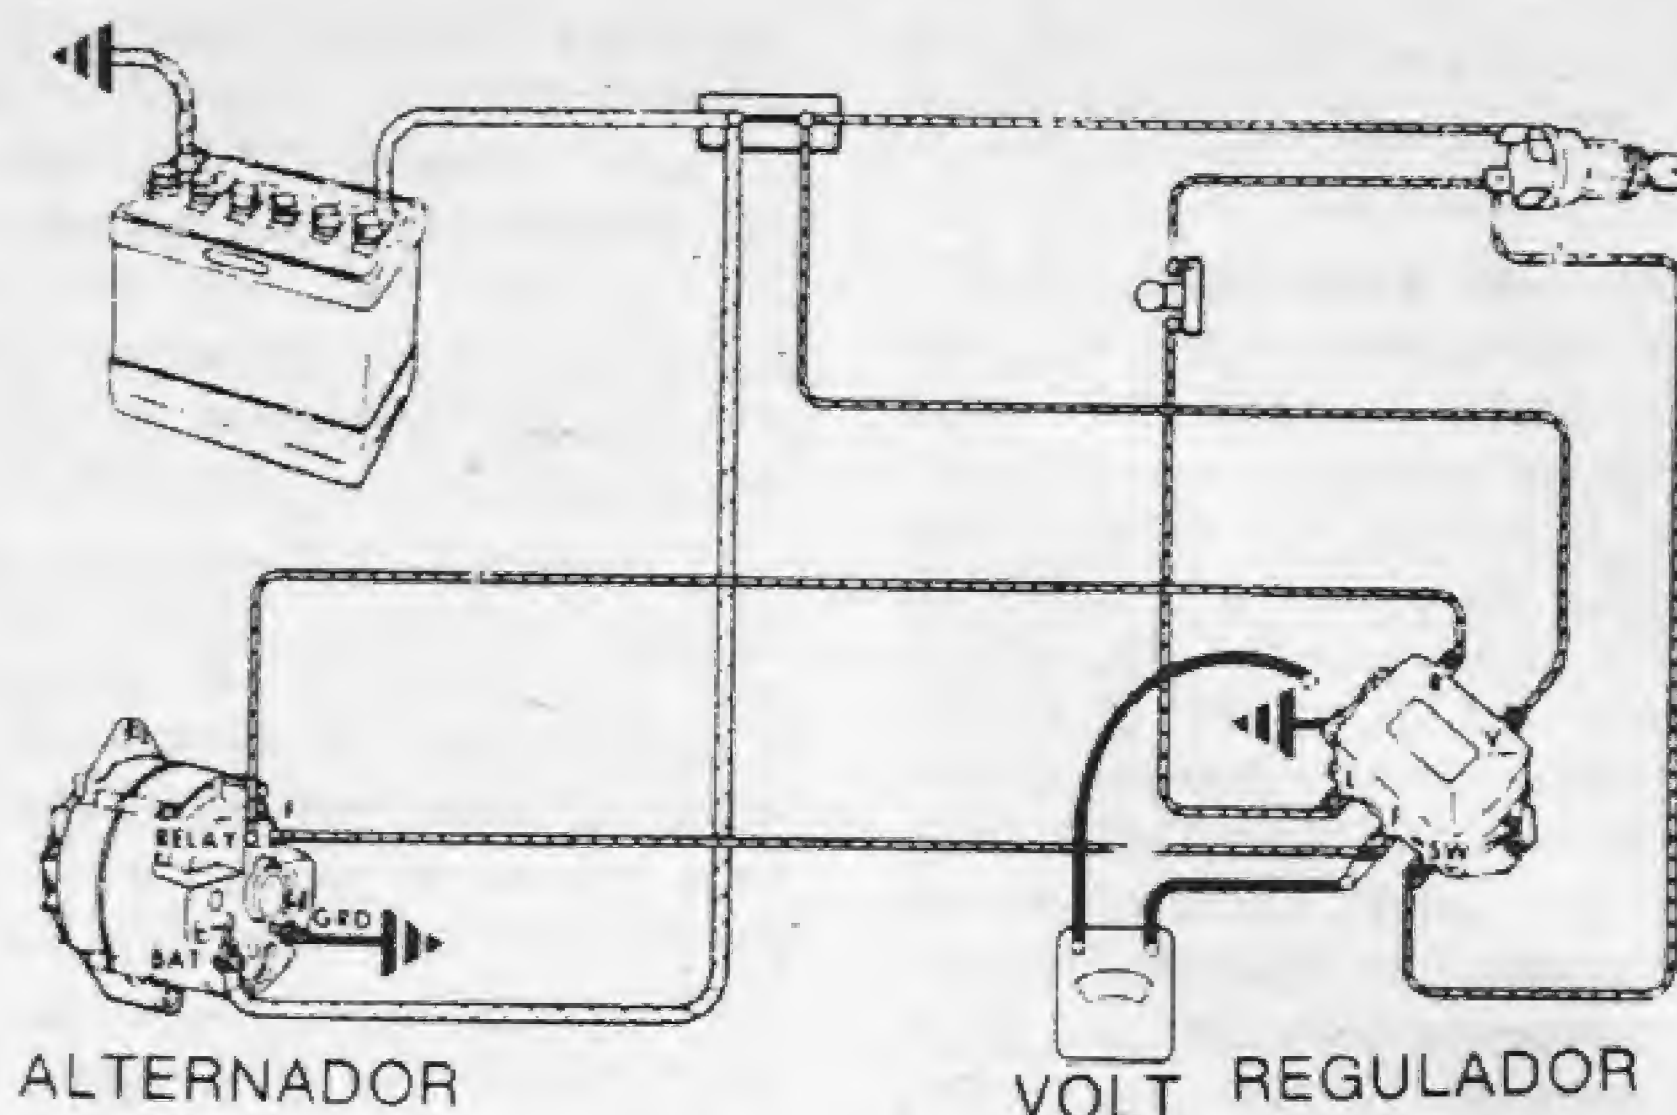 R
V
L
F
F
RELAY
SW
GRD
BAT
ALTERNADOR
VOLT
REGULADOR